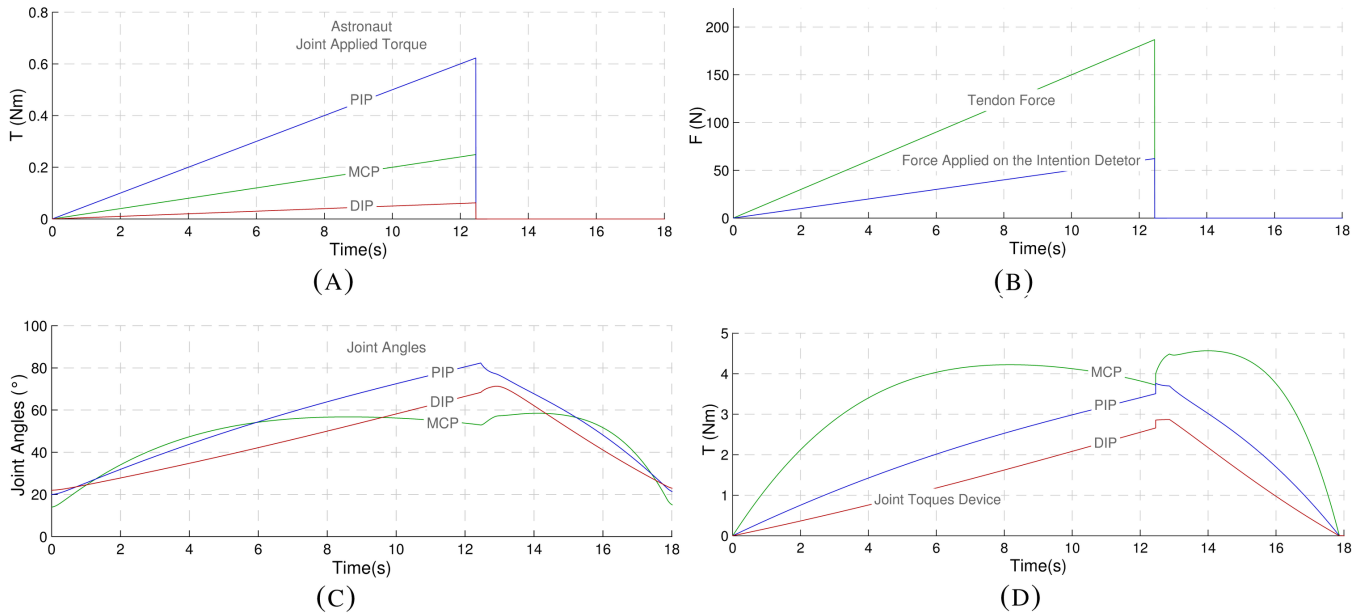 0.8
0.6
0.4
0.2
0
T (Nm)
Astronaut
Joint Applied Torque
PIP
MCP
DIP
0 2 4 6 8 10 12 14 16 18
Time(s)
(A)
200
150
100
50
0
F (N)
Tendon Force
Force Applied on the Intention Detetor
0 2 4 6 8 10 12 14 16 18
Time(s)
(B)
100
80
60
40
20
0
Joint Angles (°)
Joint Angles
PIP
DIP
MCP
0 2 4 6 8 10 12 14 16 18
Time(s)
(C)
5
4
3
2
1
0
T (Nm)
MCP
PIP
DIP
Joint Toques Device
0 2 4 6 8 10 12 14 16 18
Time(s)
(D)